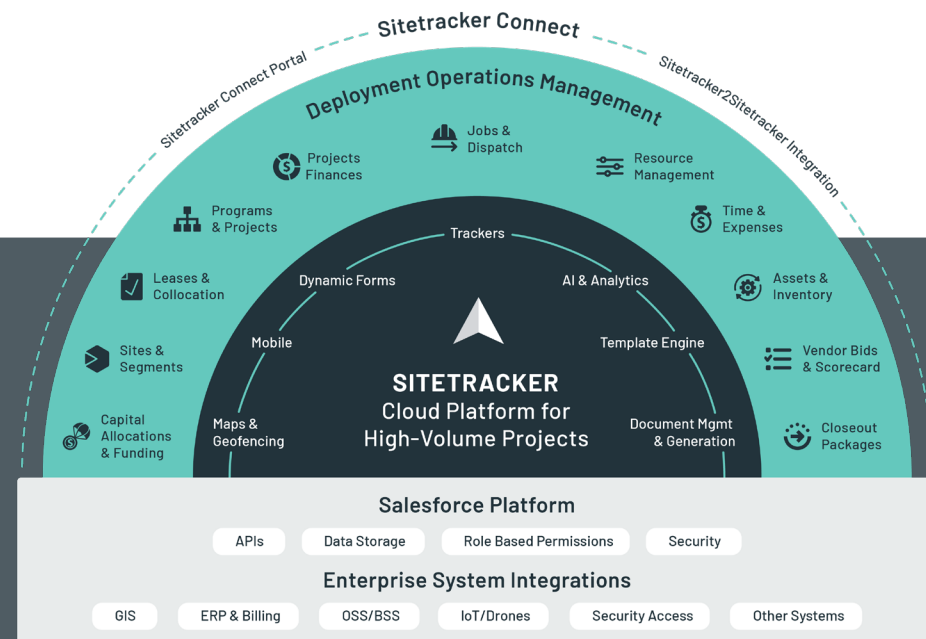 Sitetracker Connect
Sitetracker Connect Portal
Sitetracker2Sitetracker Integration
Deployment Operations Management
Jobs &
Dispatch
Projects
Finances
Resource
Management
Programs
& Projects
Time &
Expenses
Leases &
Collocation
Assets &
Inventory
Sites &
Segments
Vendor Bids
& Scorecard
Capital
Allocations
& Funding
Closeout
Packages
Trackers
Dynamic Forms
AI & Analytics
Mobile
Template Engine
Maps &
Geofencing
Document Mgmt
& Generation
SITETRACKER
Cloud Platform for
High-Volume Projects
Salesforce Platform
APIs
Data Storage
Role Based Permissions
Security
Enterprise System Integrations
GIS
ERP & Billing
OSS/BSS
IoT/Drones
Security Access
Other Systems